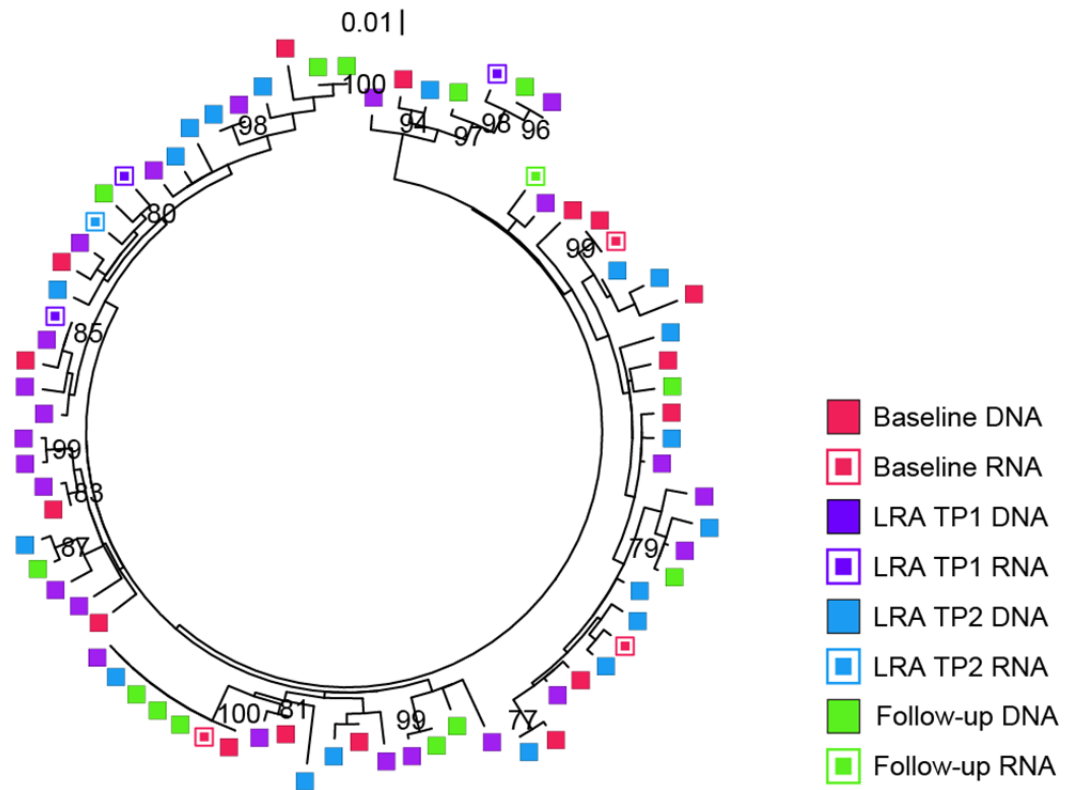 0.01
100
98
94
97
98
96
80
99
85
99
83
79
87
100
81
99
77
Baseline DNA
Baseline RNA
LRA TP1 DNA
LRA TP1 RNA
LRA TP2 DNA
LRA TP2 RNA
Follow-up DNA
Follow-up RNA